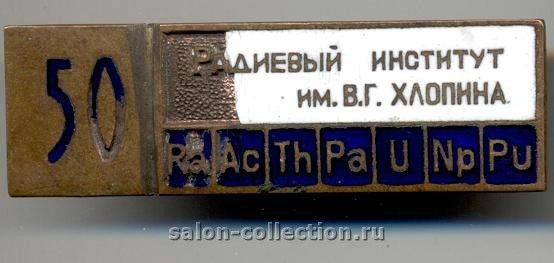 50
РАДИЕВЫЙ ИНСТИТУТ
ИМ. В.Г. ХЛОПИНА
Ra Ac Th Pa U Np Pu
salon-collection.ru